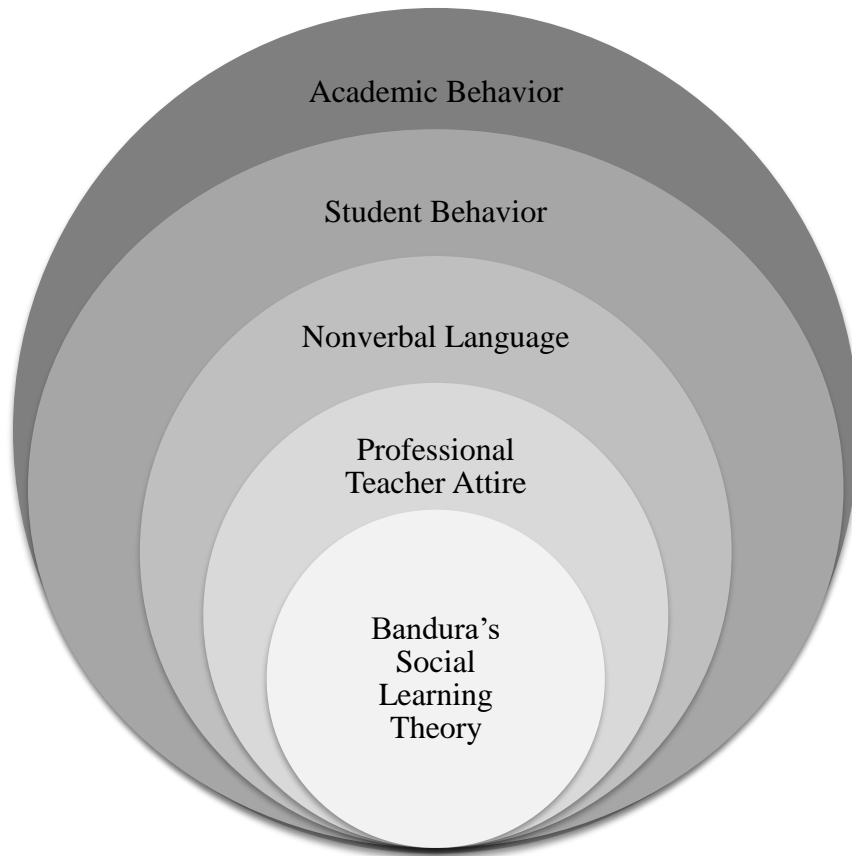 Academic Behavior
Student Behavior
Nonverbal Language
Professional
Teacher Attire
Bandura’s
Social
Learning
Theory